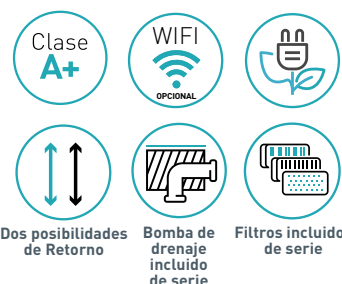 Clase
A+
WIFI
OPCIONAL
Dos posibilidades
de Retorno
Bomba de
drenaje
incluido
de serie
Filtros incluido
de serie